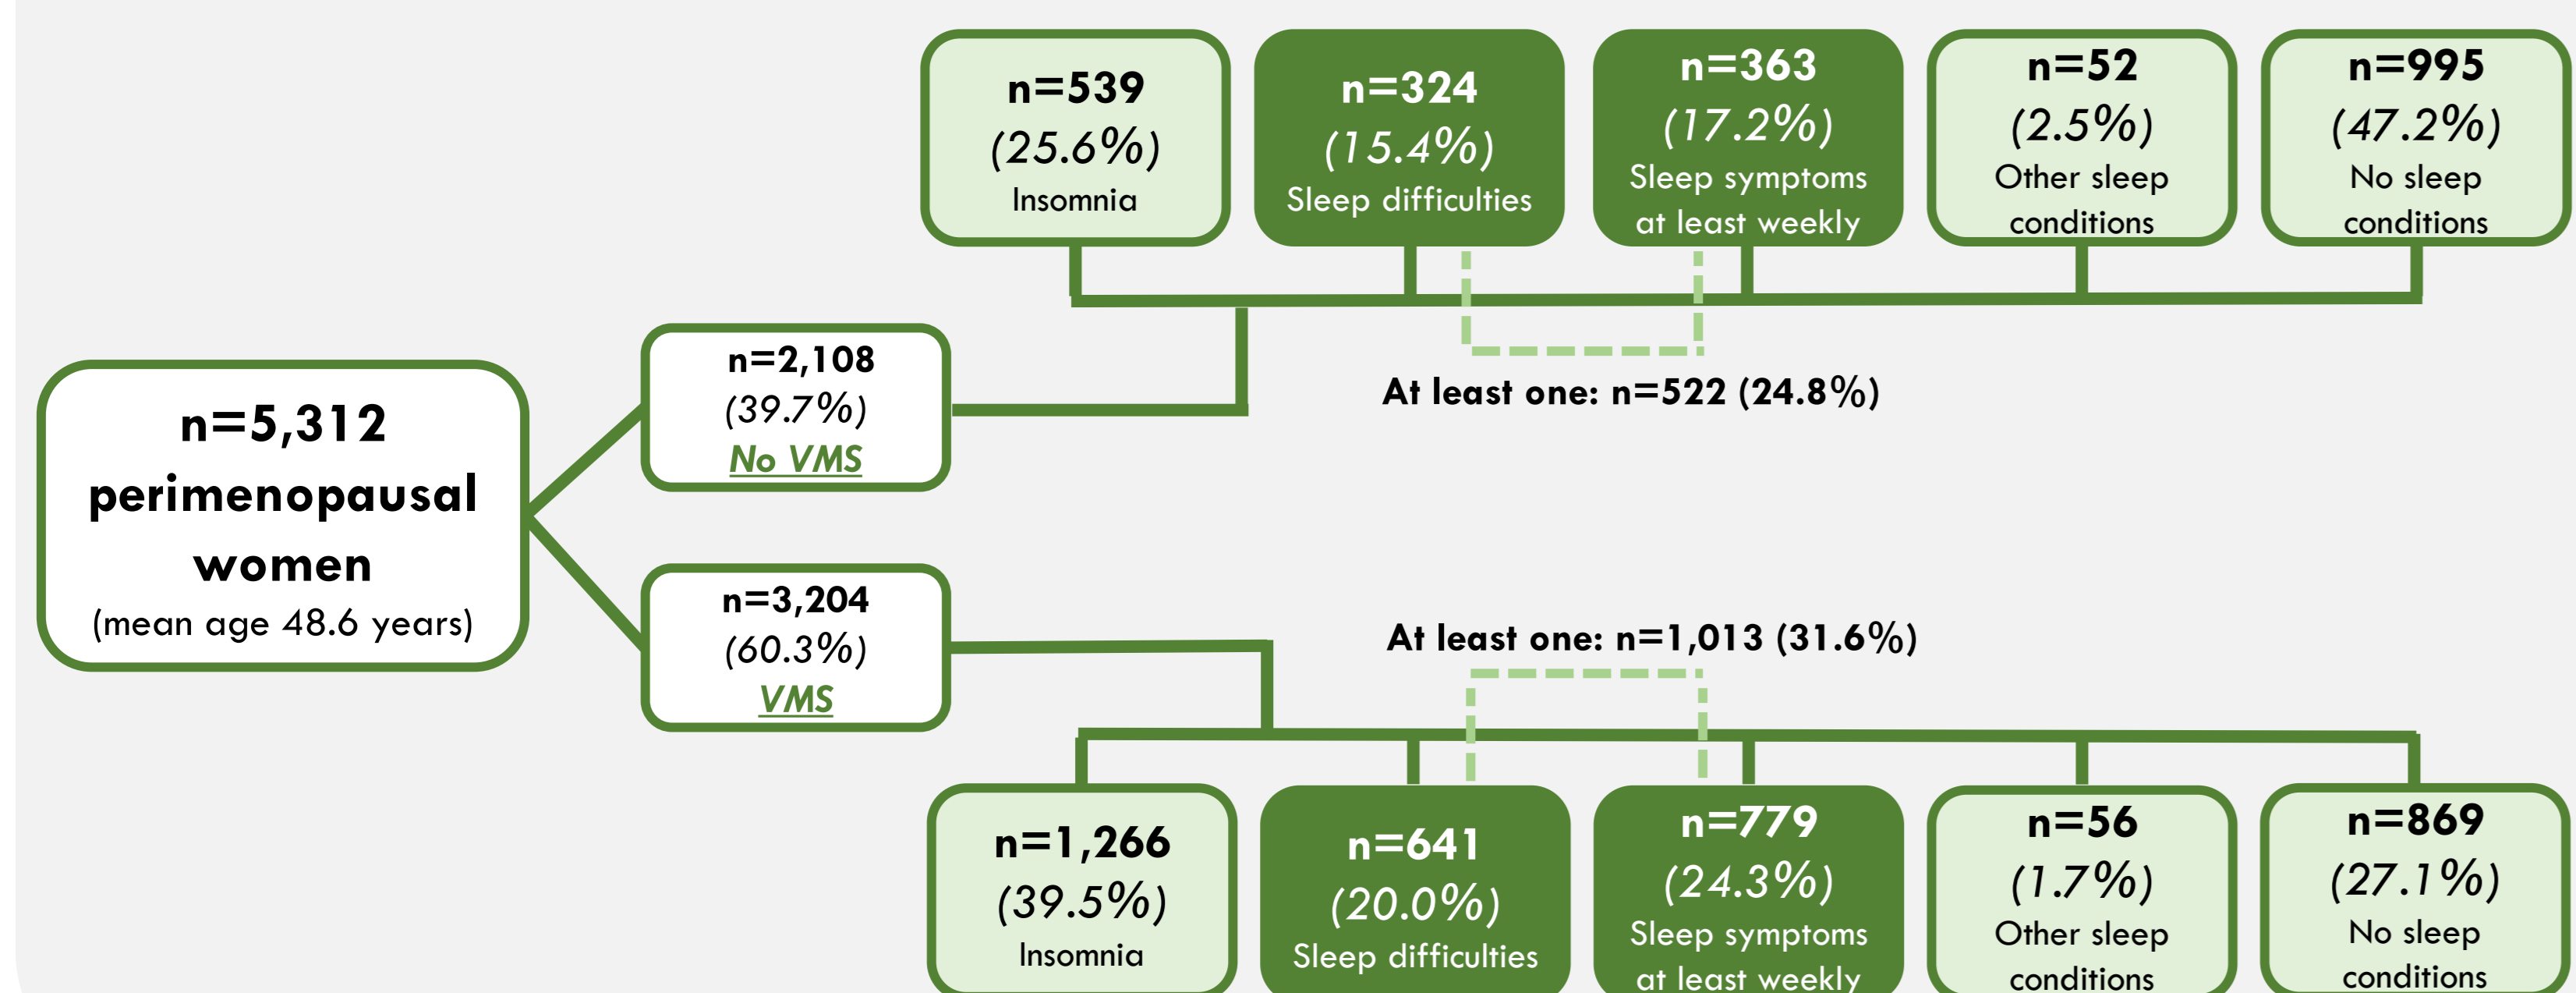 n=539
(25.6%)
Insomnia
n=324
(15.4%)
Sleep difficulties
n=363
(17.2%)
Sleep symptoms
at least weekly
n=52
(2.5%)
Other sleep
conditions
n=995
(47.2%)
No sleep
conditions
At least one: n=522 (24.8%)
n=2,108
(39.7%)
No VMS
n=5,312
perimenopausal
women
(mean age 48.6 years)
n=3,204
(60.3%)
VMS
At least one: n=1,013 (31.6%)
n=1,266
(39.5%)
Insomnia
n=641
(20.0%)
Sleep difficulties
n=779
(24.3%)
Sleep symptoms
at least weekly
n=56
(1.7%)
Other sleep
conditions
n=869
(27.1%)
No sleep
conditions